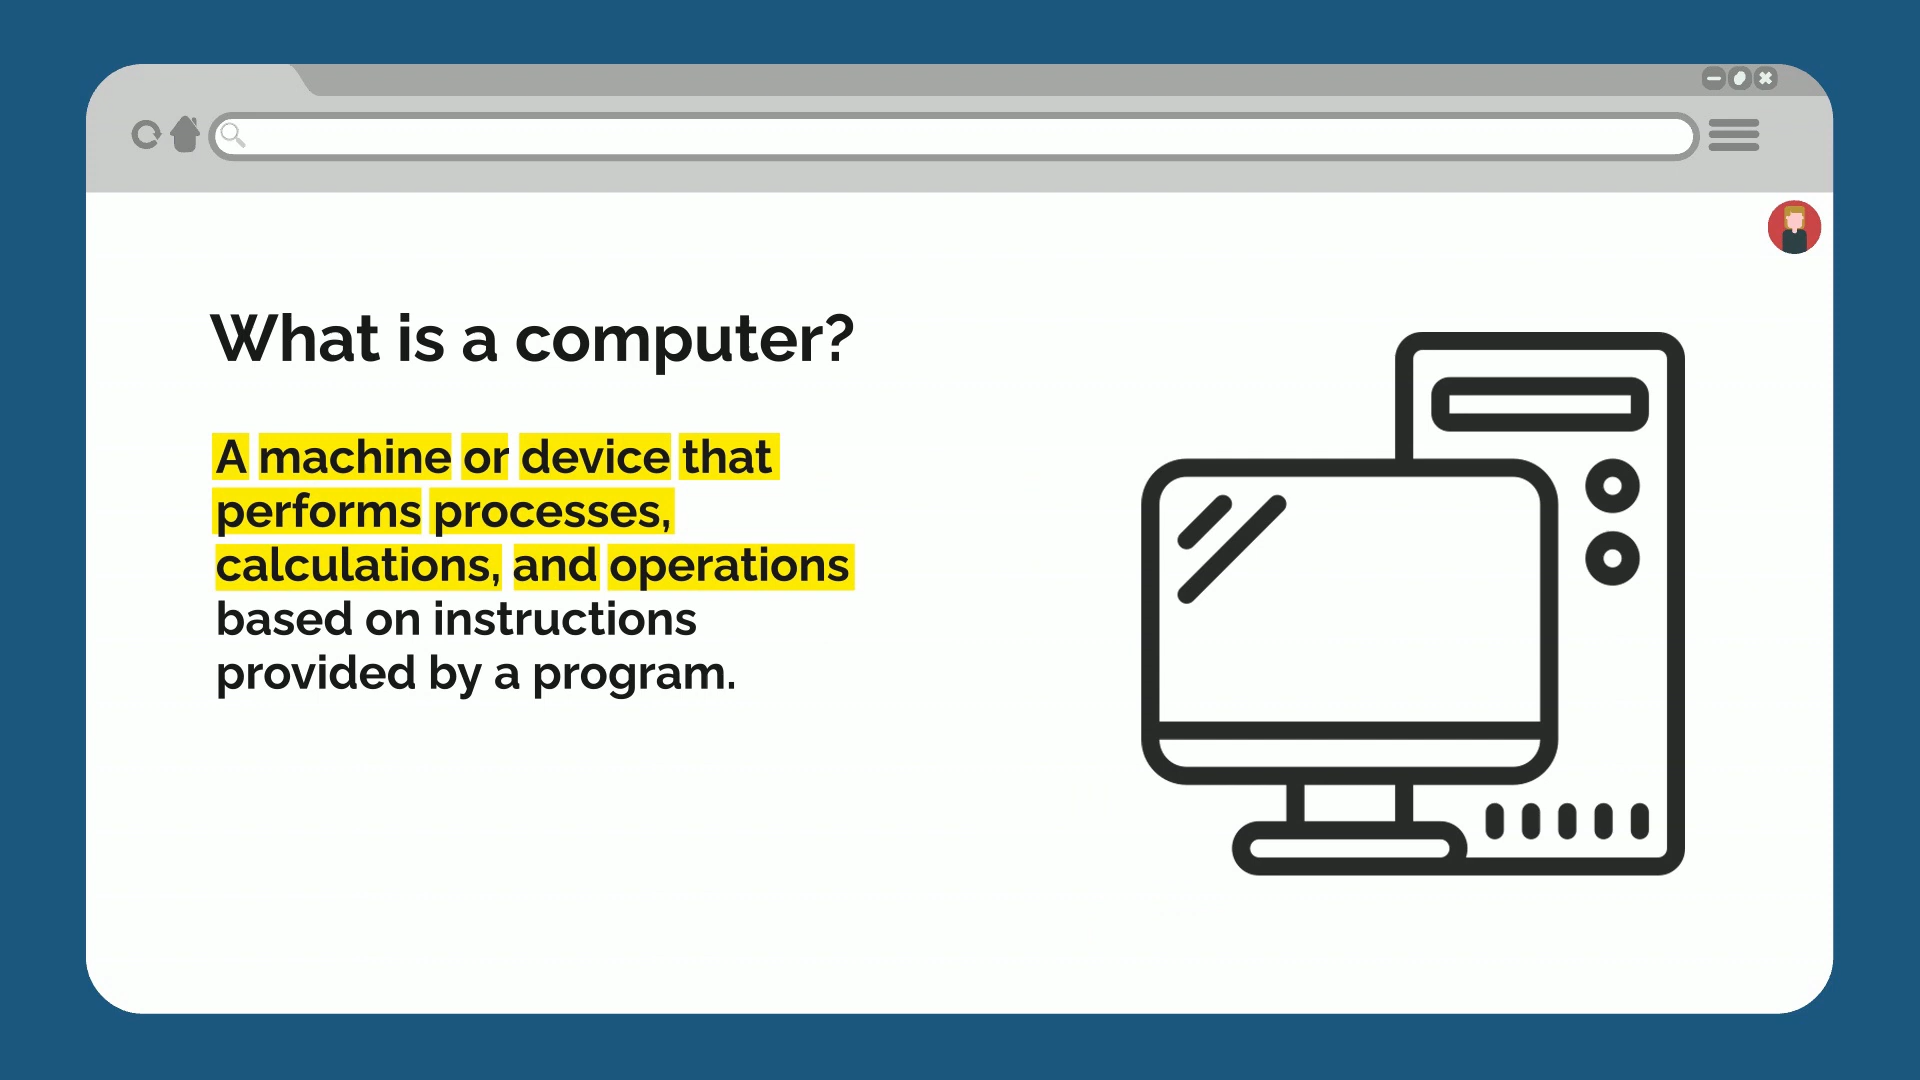 What is a computer?
A machine or device that
performs processes,
calculations, and operations
based on instructions
provided by a program.